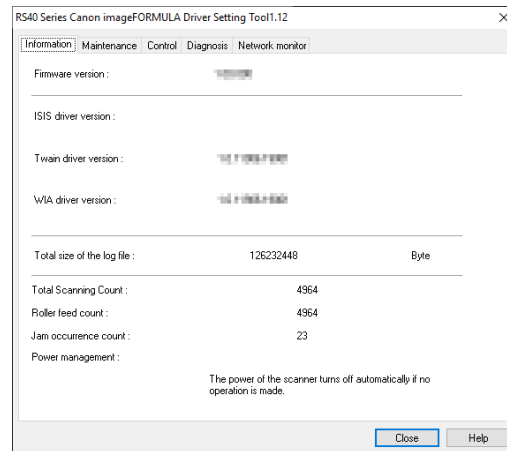 RS40 Series Canon imageFORMULA Driver Setting Tool1.12
Information Maintenance Control Diagnosis Network monitor
Firmware version :
ISIS driver version :
Twain driver version :
WIA driver version :
Total size of the log file : 126232448 Byte
Total Scanning Count : 4964
Roller feed count : 4964
Jam occurrence count : 23
Power management :
The power of the scanner turns off automatically if no
operation is made.
Close Help